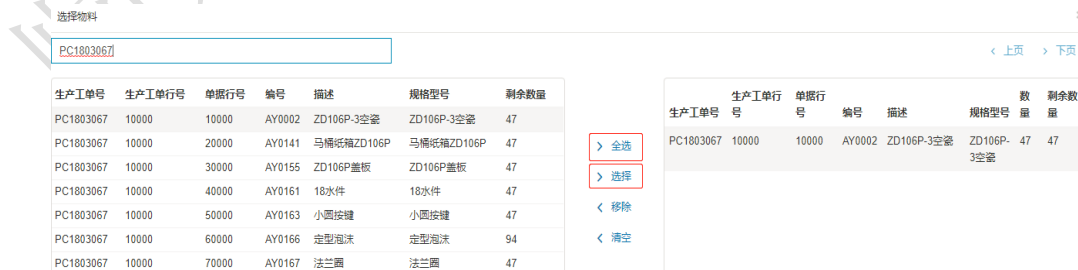 选择物料
PC1803067
上页 下页
生产工单号 生产工单行号 单据行号 编号 描述 规格型号 剩余数量
PC1803067 10000 10000 AY0002 ZD106P-3空瓷 ZD106P-3空瓷 47
PC1803067 10000 20000 AY0141 马桶纸箱ZD106P 马桶纸箱ZD106P 47
PC1803067 10000 30000 AY0155 ZD106P盖板 ZD106P盖板 47
PC1803067 10000 40000 AY0161 18水件 18水件 47
PC1803067 10000 50000 AY0163 小圆按键 小圆按键 47
PC1803067 10000 60000 AY0166 定型泡沫 定型泡沫 94
PC1803067 10000 70000 AY0167 法兰圈 法兰圈 47
全选
选择
移除
清空
生产工单号 生产工单行号 单据行号 编号 描述 规格型号 数量 剩余数量
PC1803067 10000 10000 AY0002 ZD106P-3空瓷 ZD106P-3空瓷 47 47